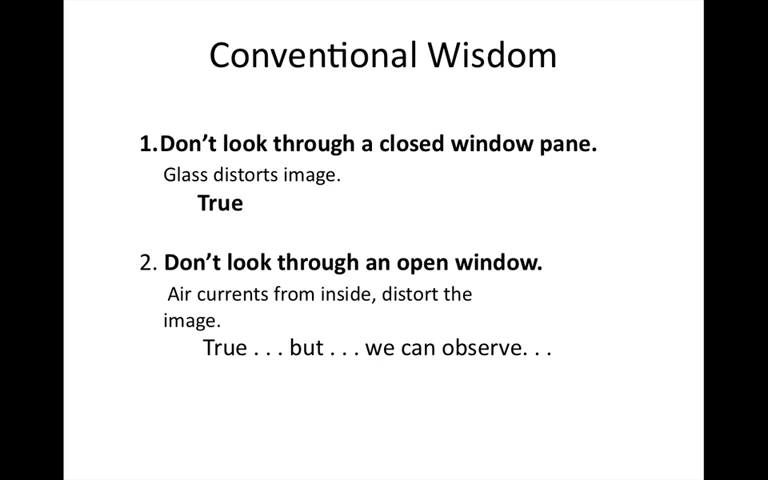 Conventional Wisdom
1.Don’t look through a closed window pane.
Glass distorts image.
True
2. Don’t look through an open window.
Air currents from inside, distort the
image.
True . . . but . . . we can observe. . .